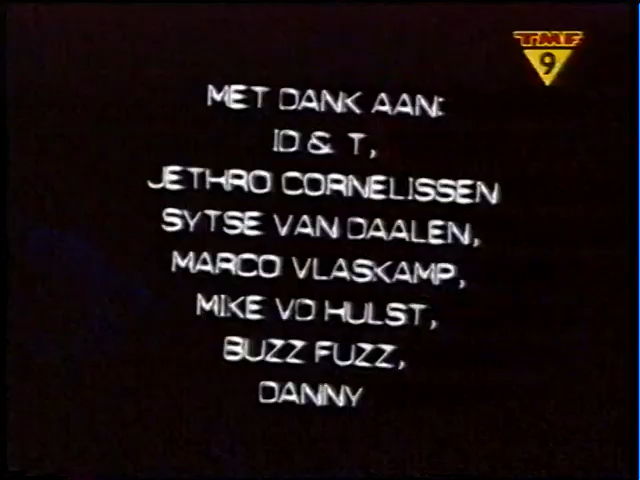 TMF
9
MET DANK AAN:
ID & T,
JETHRO CORNELISSEN
SYTSE VAN DAALEN,
MARCO VLASKAMP,
MIKE VD HULST,
BUZZ FUZZ,
DANNY